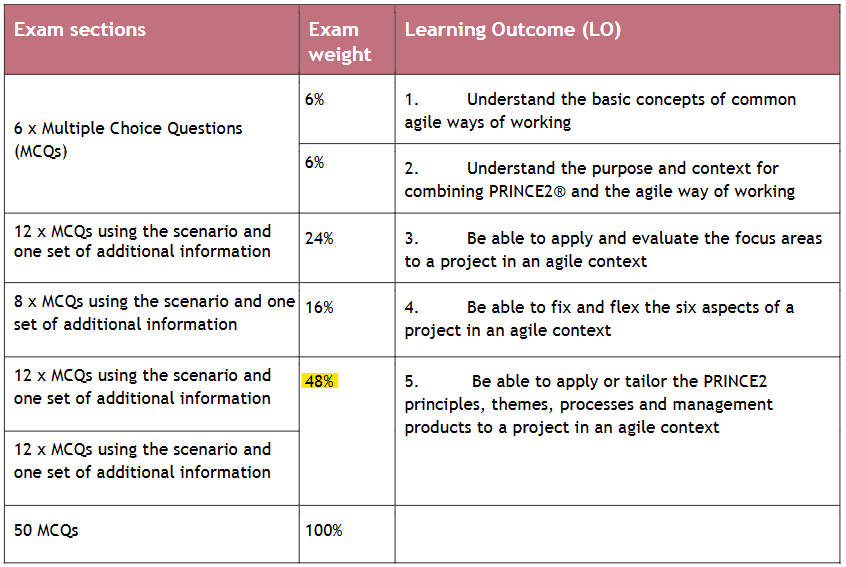 Exam sections
Exam
weight
Learning Outcome (LO)
6 x Multiple Choice Questions
(MCQs)
6%
1. Understand the basic concepts of common
agile ways of working
6%
2. Understand the purpose and context for
combining PRINCE2® and the agile way of working
12 x MCQs using the scenario and
one set of additional information
24%
3. Be able to apply and evaluate the focus areas
to a project in an agile context
8 x MCQs using the scenario and one
set of additional information
16%
4. Be able to fix and flex the six aspects of a
project in an agile context
12 x MCQs using the scenario and
one set of additional information
48%
5. Be able to apply or tailor the PRINCE2
principles, themes, processes and management
products to a project in an agile context
12 x MCQs using the scenario and
one set of additional information
50 MCQs
100%